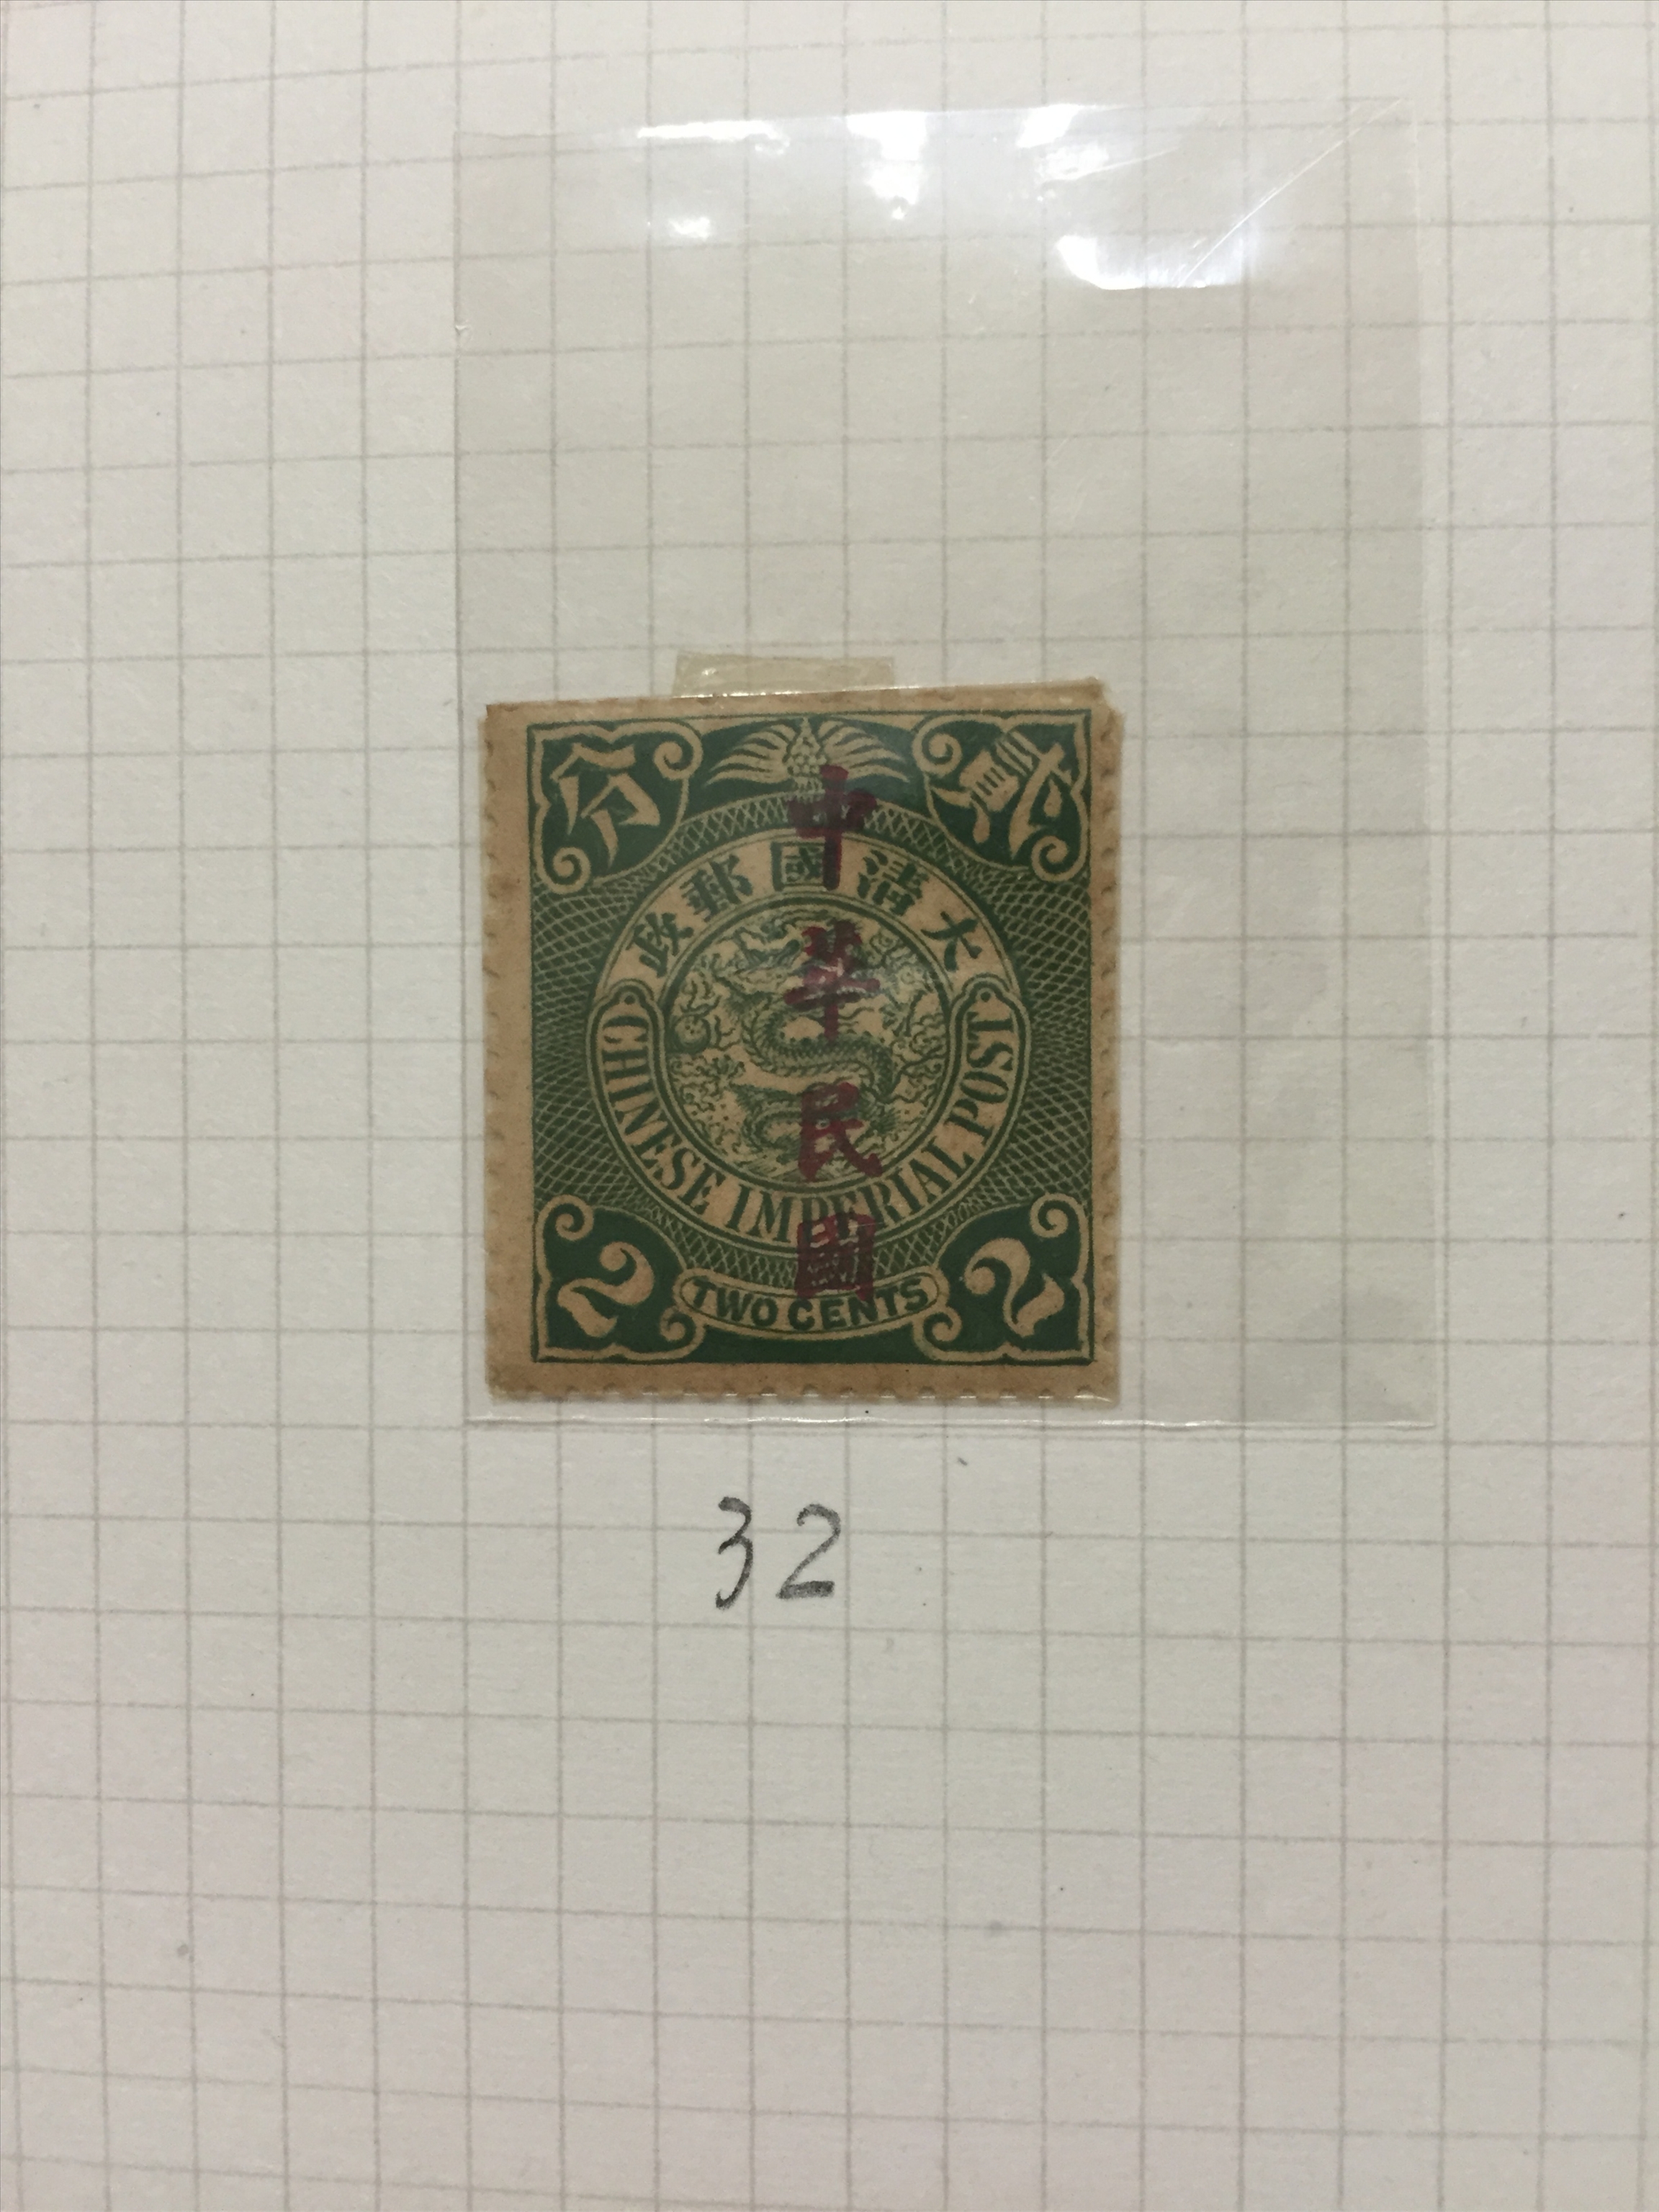 分 貳
政郵國清大
CHINESE IMPERIAL POST
中華民國
2 TWO CENTS 2
32